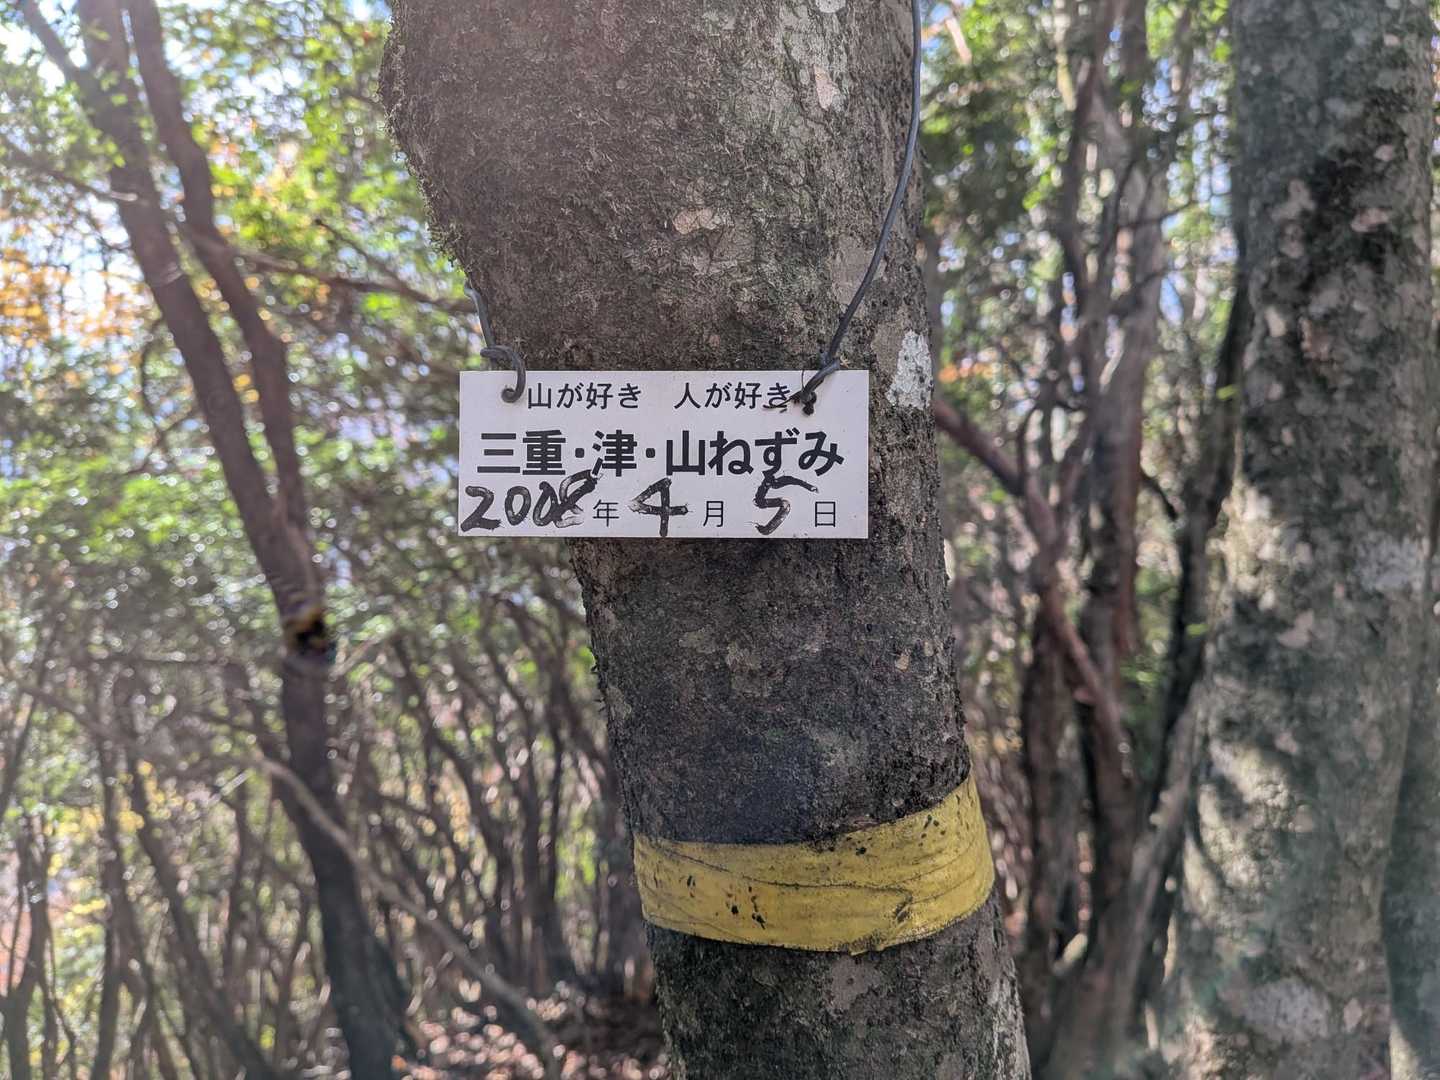 山が好き　人が好き
三重・津・山ねずみ
2008年 4月 5日